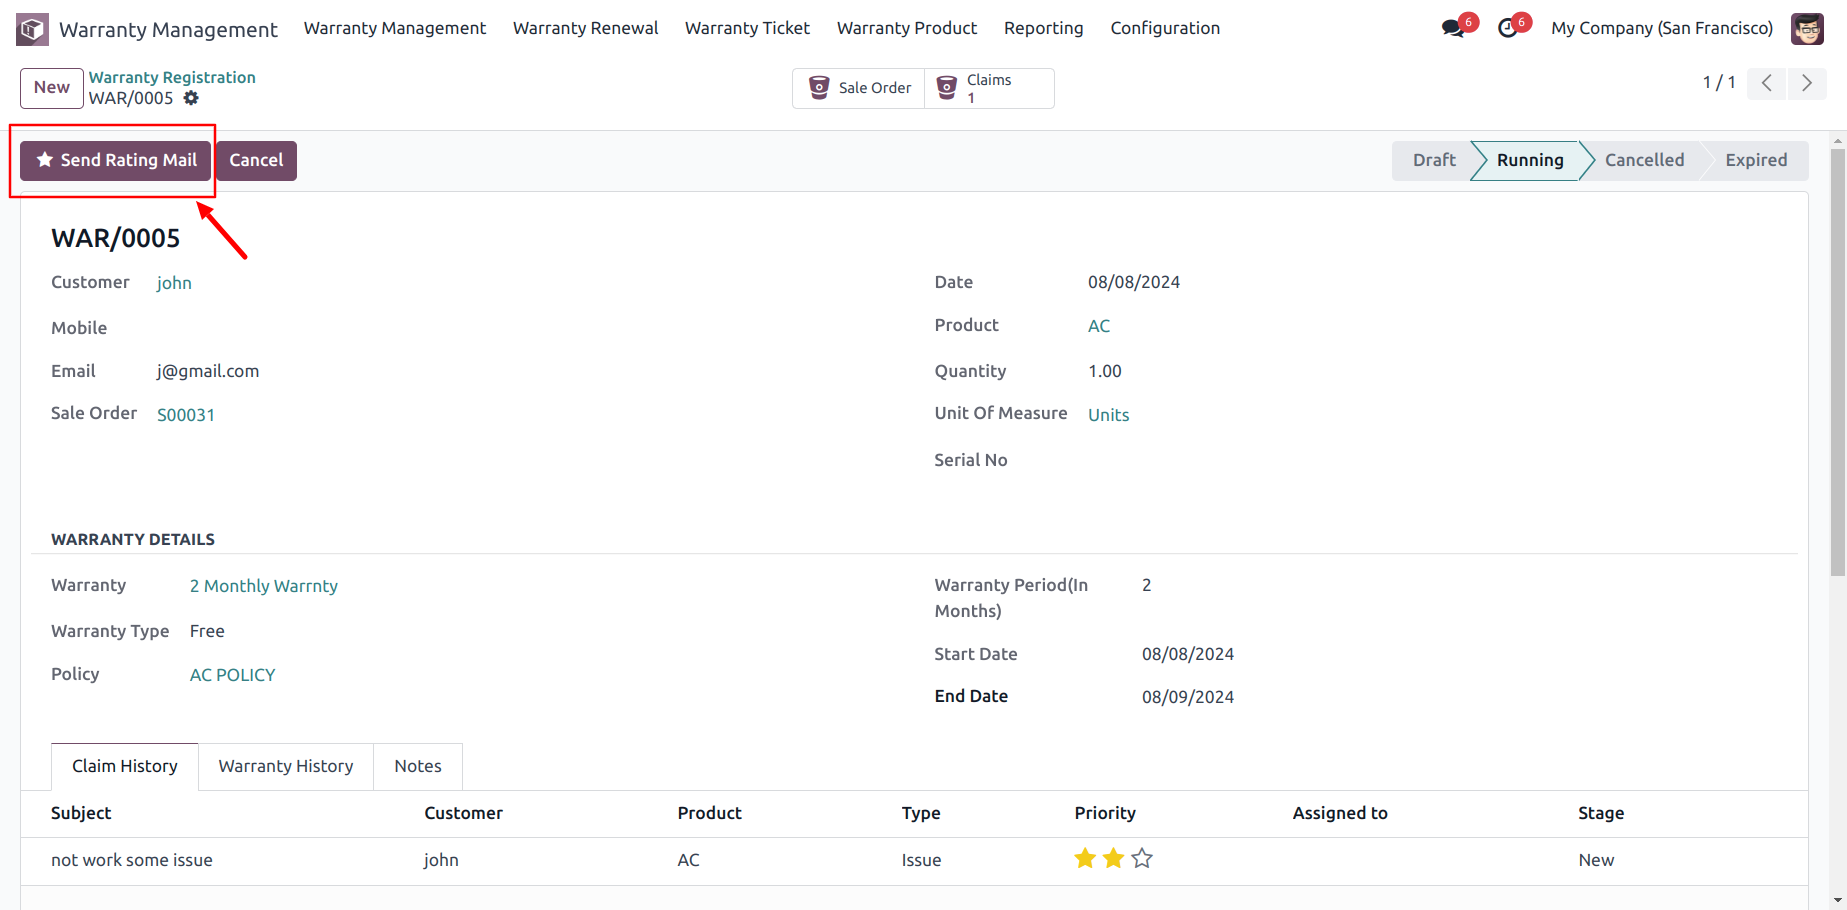 Warranty Management
Warranty Management Warranty Renewal Warranty Ticket Warranty Product Reporting Configuration
6 6 My Company (San Francisco)
New Warranty Registration
WAR/0005
Sale Order
Claims
1
1 / 1
Send Rating Mail Cancel
Draft Running Cancelled Expired
WAR/0005
Customer john
Mobile
Email j@gmail.com
Sale Order S00031
Date 08/08/2024
Product AC
Quantity 1.00
Unit Of Measure Units
Serial No
WARRANTY DETAILS
Warranty 2 Monthly Warrnty
Warranty Type Free
Policy AC POLICY
Warranty Period(In 2
Months)
Start Date 08/08/2024
End Date 08/09/2024
Claim History Warranty History Notes
Subject Customer Product Type Priority Assigned to Stage
not work some issue john AC Issue New